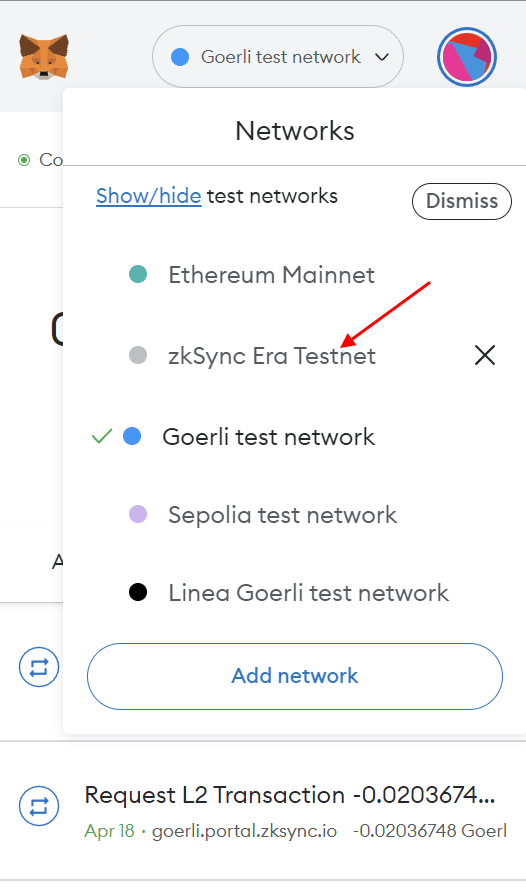 Goerli test network
Co
Networks
Show/hide test networks
Dismiss
Ethereum Mainnet
zkSync Era Testnet
Goerli test network
Sepolia test network
Linea Goerli test network
A
Add network
Request L2 Transaction -0.0203674...
Apr 18 · goerli.portal.zksync.io -0.02036748 Goerl